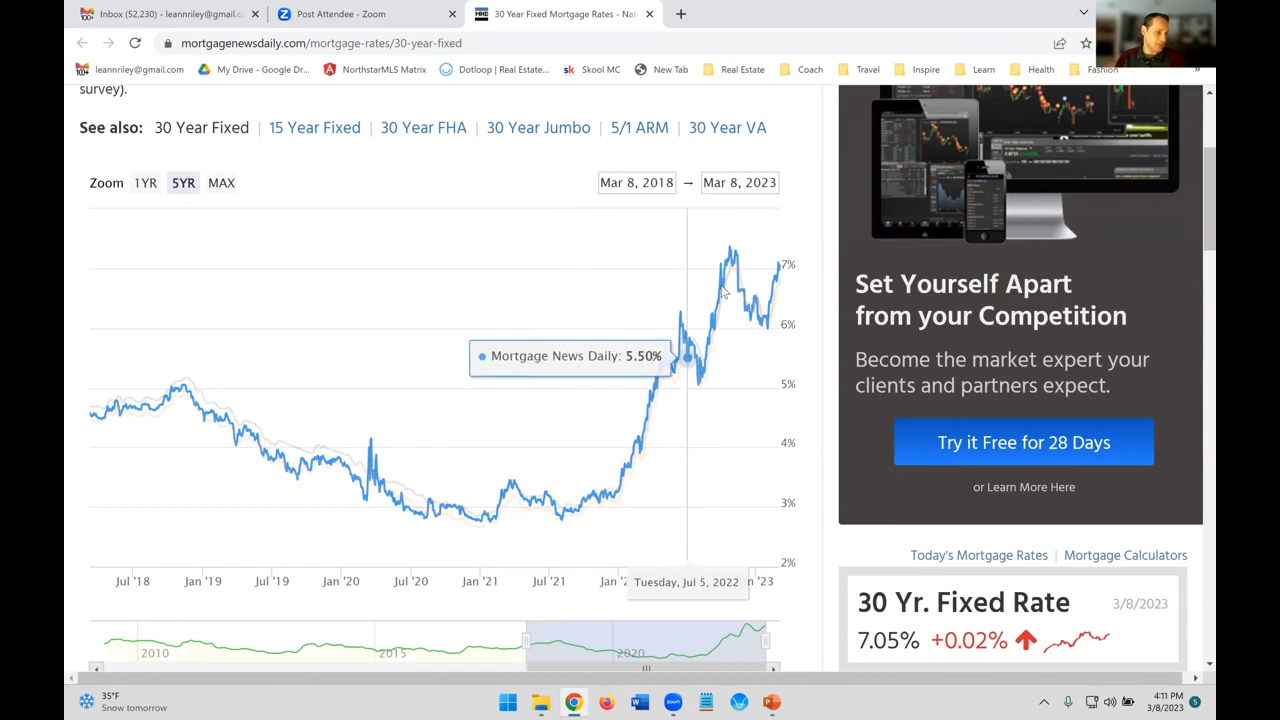 Inbox (52,230) - leannriley@gmail.c
Post Attendee - Zoom
30 Year Fixed Mortgage Rates - Nat
mortgagenewsdaily.com/mortgage-rates/30-year-fixed
leannriley@gmail.com
My Drive - Google Dr...
NorthstarMLS Matrix
Dotloop | Real Estate...
sk Skool MC
New Tab
Real Estate
Coach
Travel
Inspire
Learn
Health
Fashion
»
survey).
See also: 30 Year Fixed | 15 Year Fixed | 30 Year FHA | 30 Year Jumbo | 5/1 ARM | 30 Year VA
Zoom 1YR 5YR MAX
Mar 8, 2018 → Mar 8, 2023
7%
6%
Mortgage News Daily: 5.50%
5%
4%
3%
2%
Jul '18 Jan '19 Jul '19 Jan '20 Jul '20 Jan '21 Jul '21 Jan '2 Tuesday, Jul 5, 2022 n '23
2010 2015 2020
Set Yourself Apart
from your Competition
Become the market expert your
clients and partners expect.
Try it Free for 28 Days
or Learn More Here
Today's Mortgage Rates | Mortgage Calculators
30 Yr. Fixed Rate 3/8/2023
7.05% +0.02%
35°F
Snow tomorrow
4:11 PM
3/8/2023
5